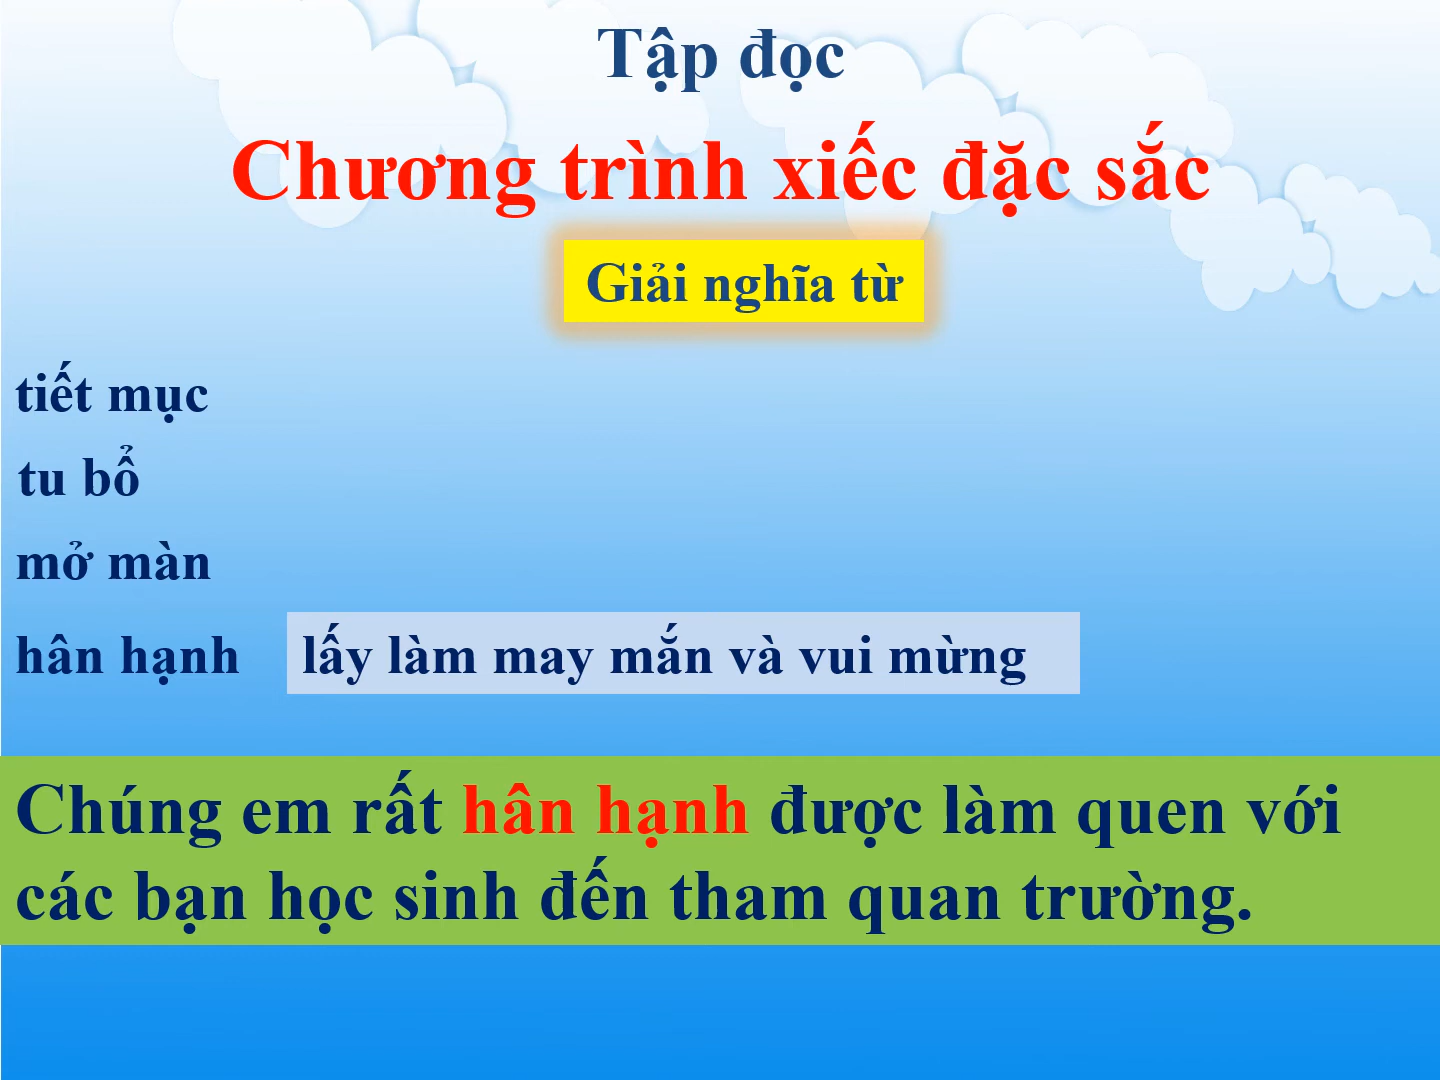 Tập đọc
Chương trình xiếc đặc sắc
Giải nghĩa từ
tiết mục
tu bổ
mở màn
hân hạnh lấy làm may mắn và vui mừng
Chúng em rất hân hạnh được làm quen với
các bạn học sinh đến tham quan trường.